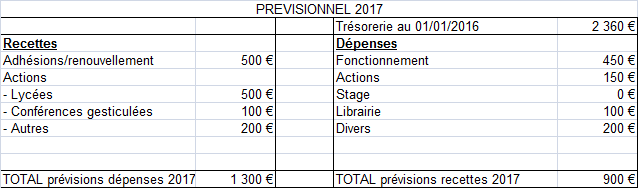 PREVISIONNEL 2017
Trésorerie au 01/01/2016 2 360 €
Recettes Dépenses
Adhésions/renouvellement 500 € Fonctionnement 450 €
Actions Actions 150 €
- Lycées 500 € Stage 0 €
- Conférences gesticulées 100 € Librairie 100 €
- Autres 200 € Divers 200 €
TOTAL prévisions dépenses 2017 1 300 € TOTAL prévisions recettes 2017 900 €